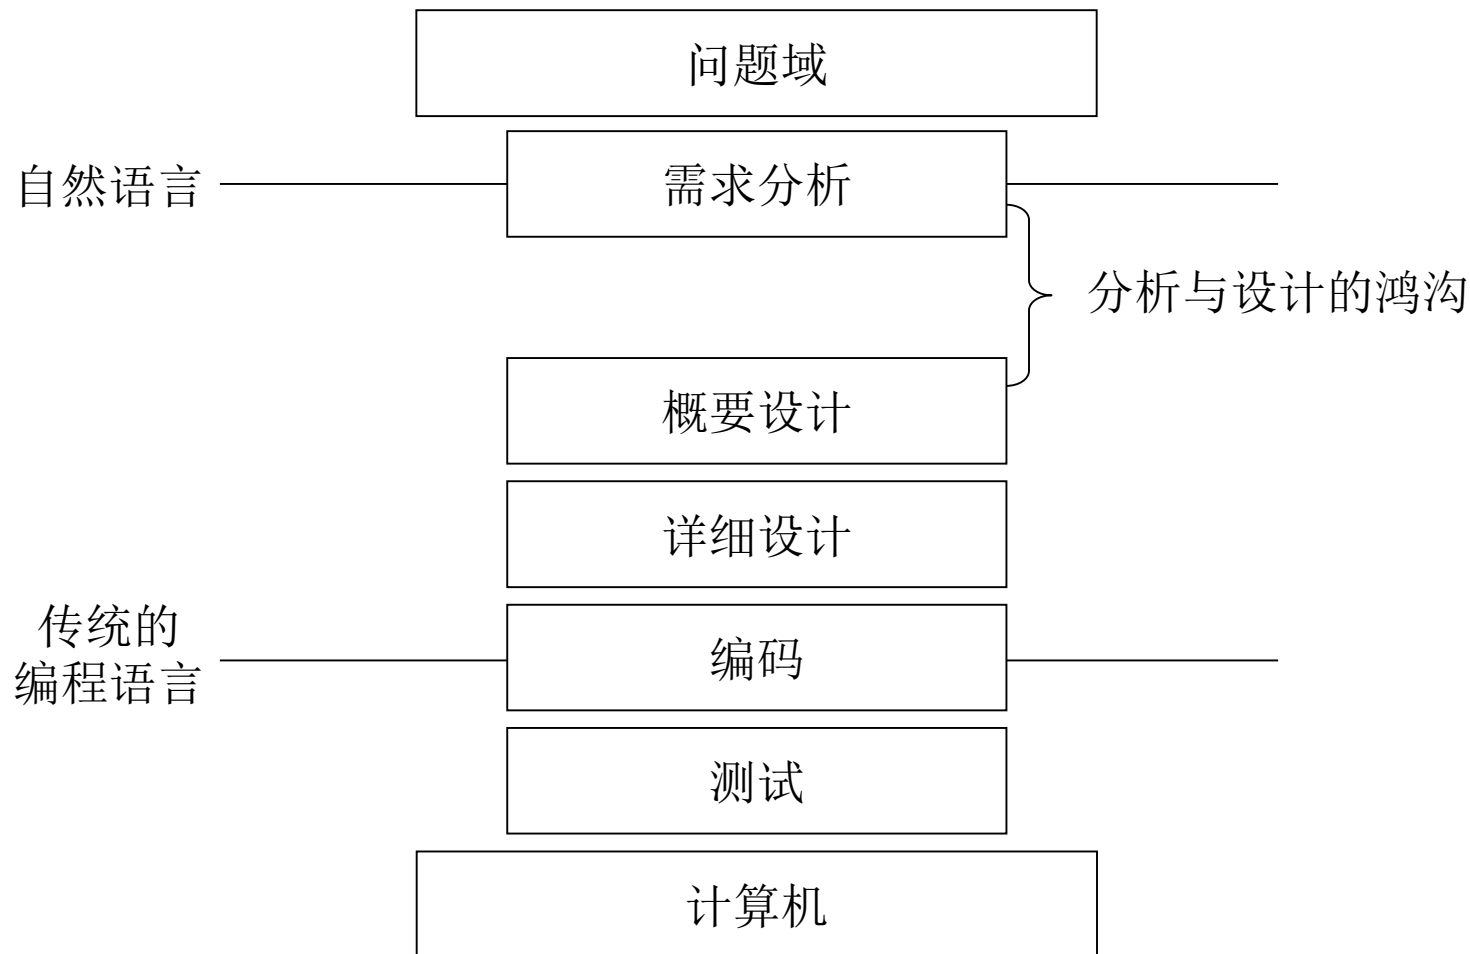 问题域
自然语言
需求分析
分析与设计的鸿沟
概要设计
详细设计
传统的
编程语言
编码
测试
计算机